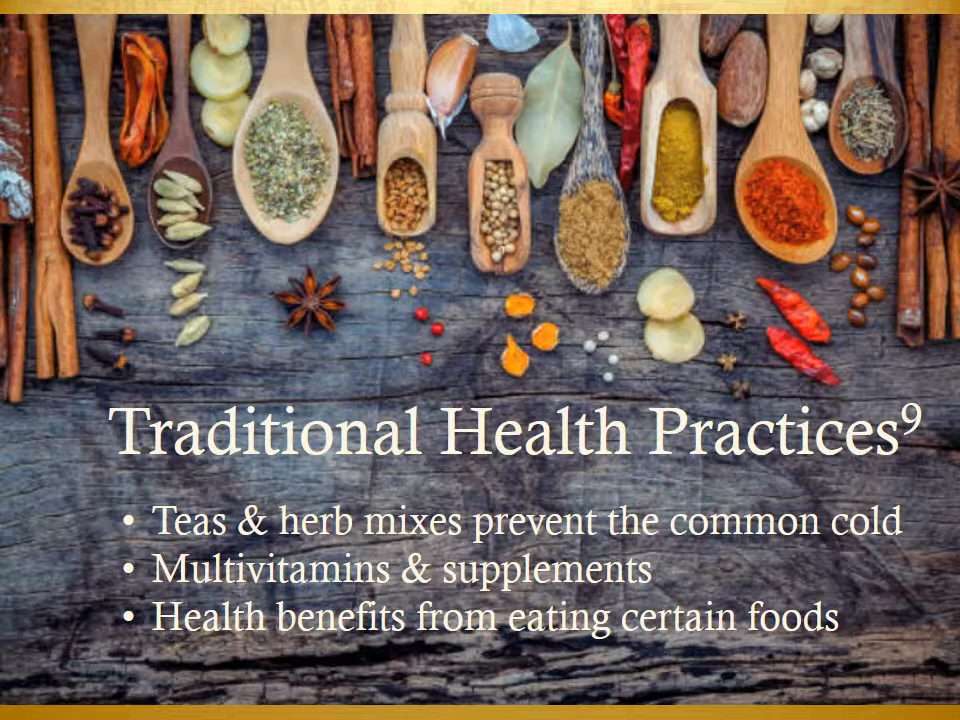 Traditional Health Practices⁹
• Teas & herb mixes prevent the common cold
• Multivitamins & supplements
• Health benefits from eating certain foods